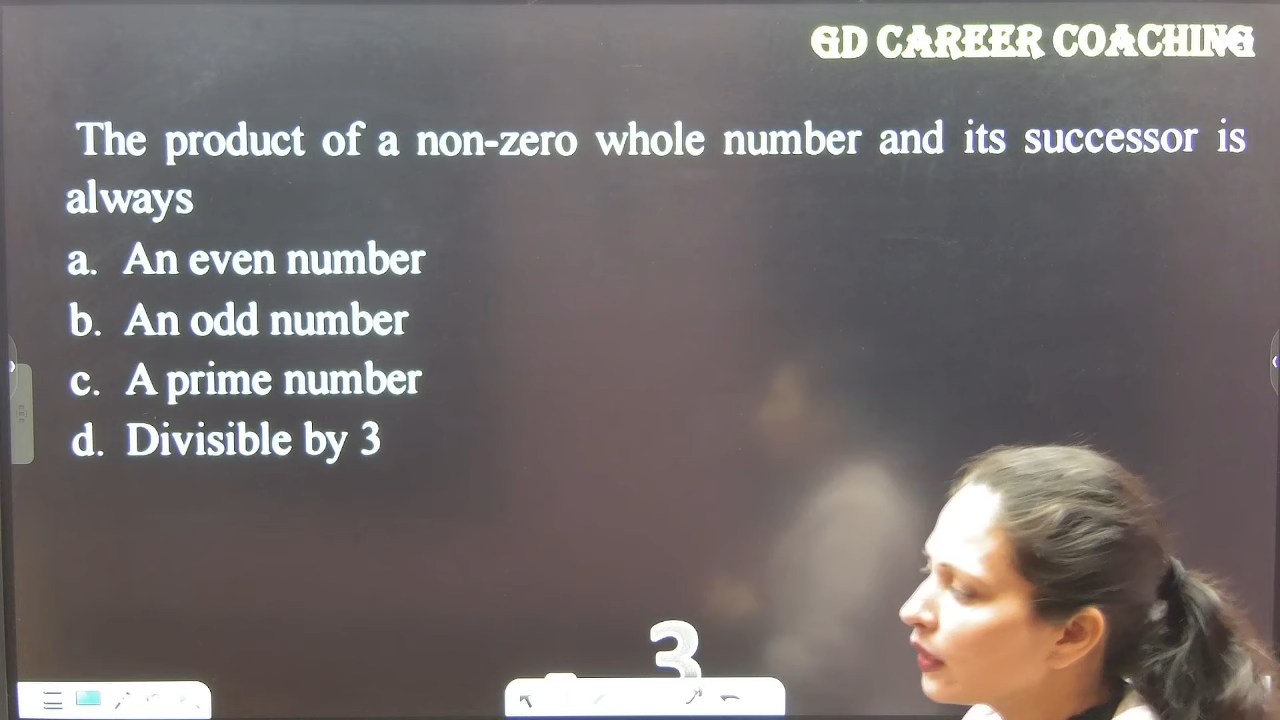 GD CAREER COACHING
The product of a non-zero whole number and its successor is
always
a. An even number
b. An odd number
c. A prime number
d. Divisible by 3
3